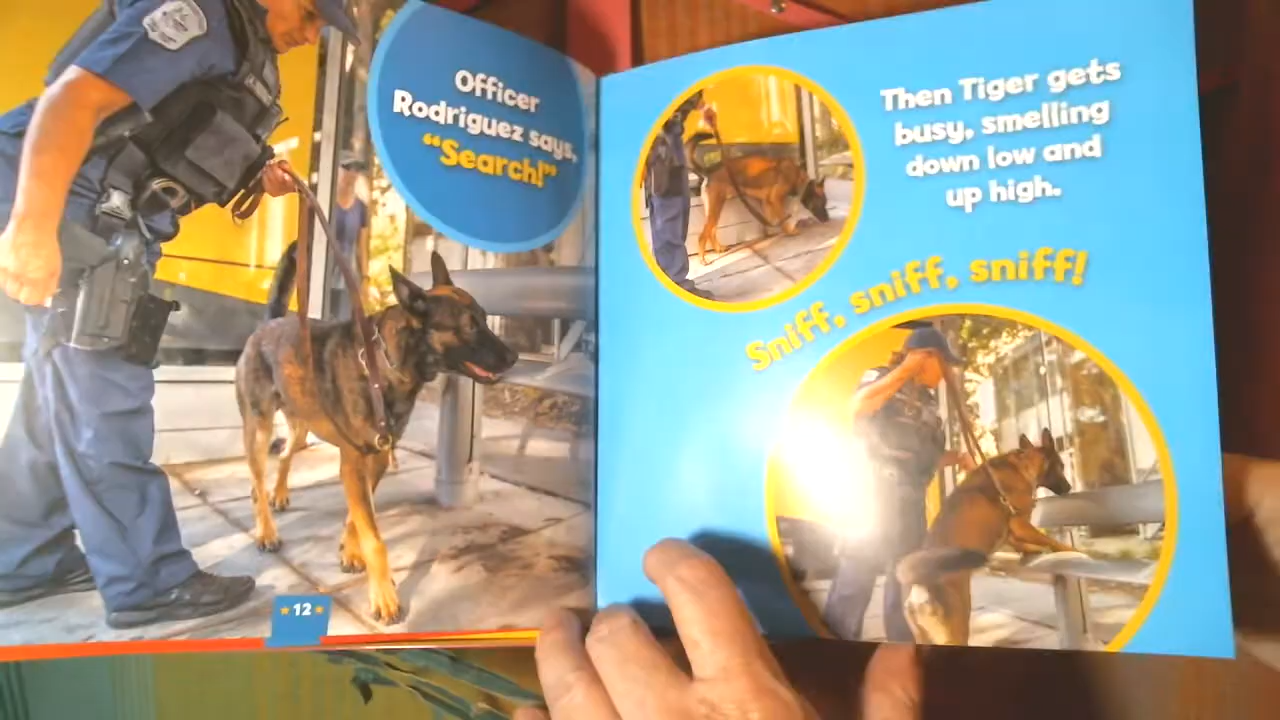 Officer
Rodriguez says,
“Search!”
12
Then Tiger gets
busy, smelling
down low and
up high.
Sniff, sniff, sniff!